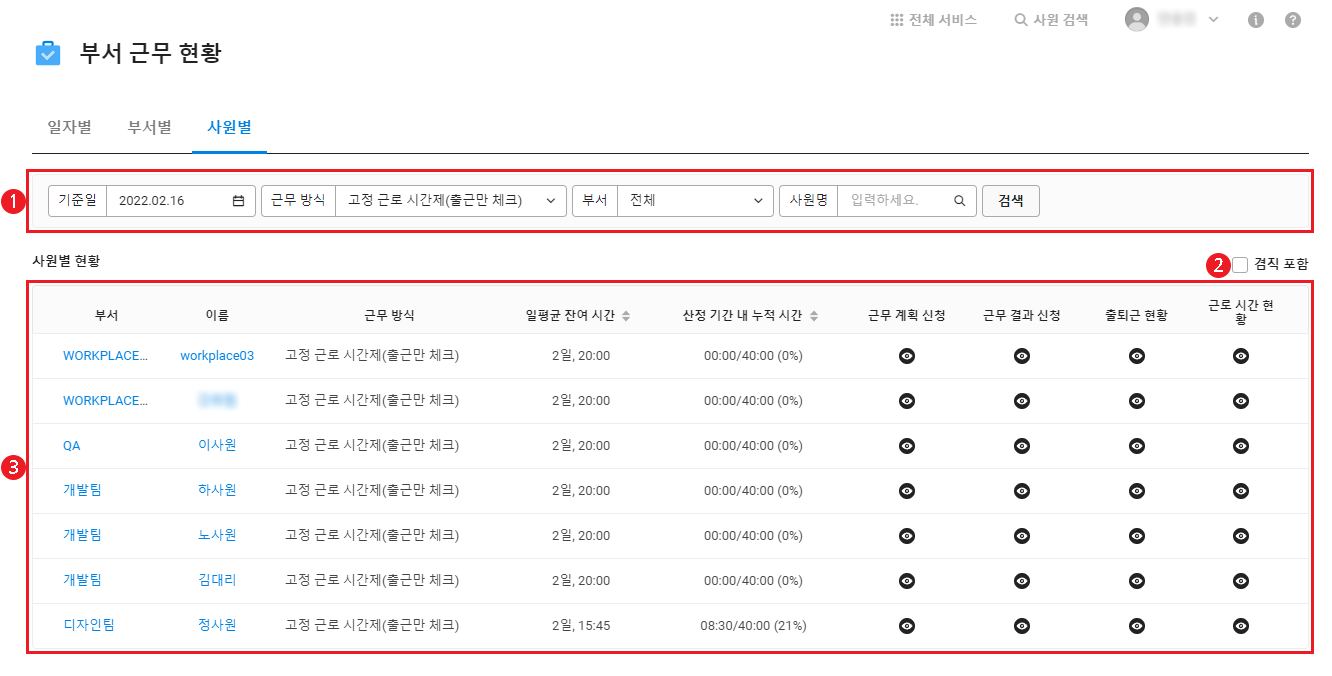 전체 서비스 사원 검색
부서 근무 현황
일자별 부서별 사원별
1 기준일 2022.02.16 근무 방식 고정 근로 시간제(출근만 체크) 부서 전체 사원명 입력하세요. 검색
사원별 현황 2 겸직 포함
부서 이름 근무 방식 일평균 잔여 시간 산정 기간 내 누적 시간 근무 계획 신청 근무 결과 신청 출퇴근 현황 근로 시간 현
황
WORKPLACE... workplace03 고정 근로 시간제(출근만 체크) 2일, 20:00 00:00/40:00 (0%)
WORKPLACE... 고정 근로 시간제(출근만 체크) 2일, 20:00 00:00/40:00 (0%)
QA 이사원 고정 근로 시간제(출근만 체크) 2일, 20:00 00:00/40:00 (0%)
3
개발팀 하사원 고정 근로 시간제(출근만 체크) 2일, 20:00 00:00/40:00 (0%)
개발팀 노사원 고정 근로 시간제(출근만 체크) 2일, 20:00 00:00/40:00 (0%)
개발팀 김대리 고정 근로 시간제(출근만 체크) 2일, 20:00 00:00/40:00 (0%)
디자인팀 정사원 고정 근로 시간제(출근만 체크) 2일, 15:45 08:30/40:00 (21%)